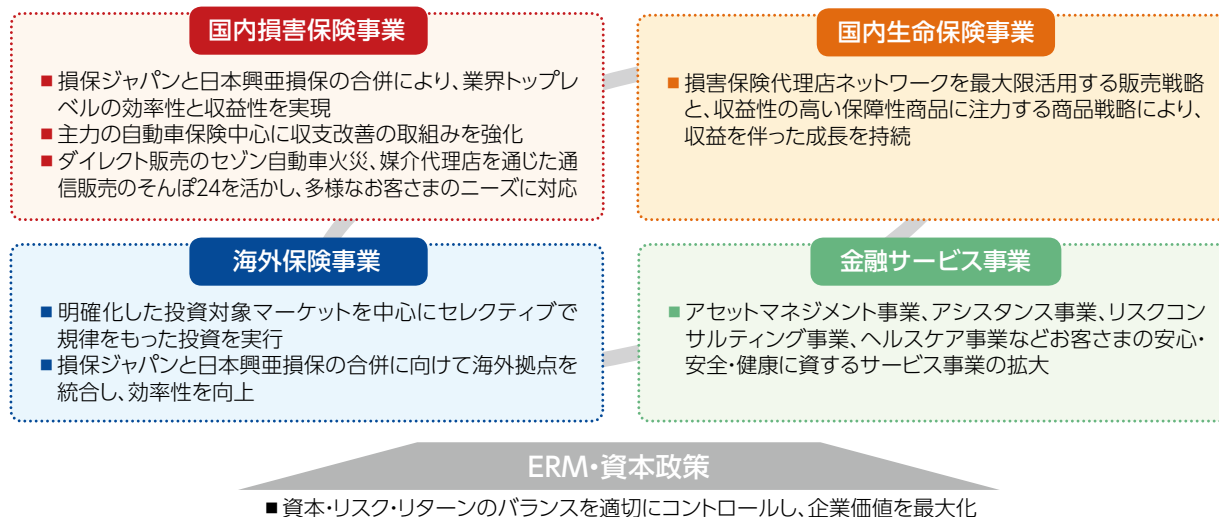 国内損害保険事業
■ 損保ジャパンと日本興亜損保の合併により、業界トップレ
ベルの効率性と収益性を実現
■ 主力の自動車保険中心に収支改善の取組みを強化
■ ダイレクト販売のセゾン自動車火災、媒介代理店を通じた通
信販売のそんぽ24を活かし、多様なお客さまのニーズに対応
国内生命保険事業
■ 損害保険代理店ネットワークを最大限活用する販売戦略
と、収益性の高い保障性商品に注力する商品戦略により、
収益を伴った成長を持続
海外保険事業
■ 明確化した投資対象マーケットを中心にセレクティブで
規律をもった投資を実行
■ 損保ジャパンと日本興亜損保の合併に向けて海外拠点を
統合し、効率性を向上
金融サービス事業
■ アセットマネジメント事業、アシスタンス事業、リスクコン
サルティング事業、ヘルスケア事業などお客さまの安心・
安全・健康に資するサービス事業の拡大
ERM・資本政策
■ 資本・リスク・リターンのバランスを適切にコントロールし、企業価値を最大化